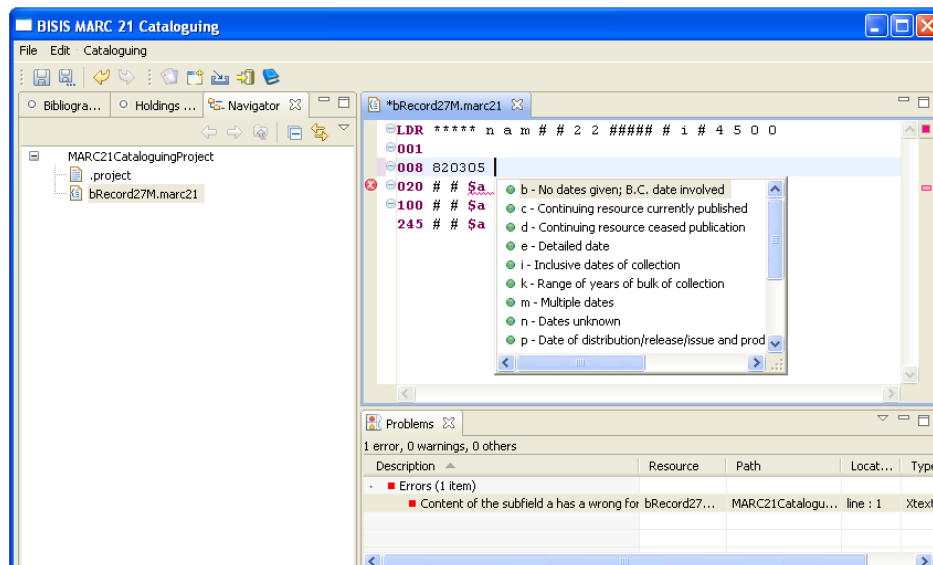 BISIS MARC 21 Cataloguing
File Edit Cataloguing
Bibliogra... Holdings ... Navigator
*bRecord27M.marc21
MARC21CataloguingProject
.project
bRecord27M.marc21
LDR ***** n a m # # 2 2 ##### # i # 4 5 0 0
001
008 820305
020 # # $a
100 # # $a
245 # # $a
b - No dates given; B.C. date involved
c - Continuing resource currently published
d - Continuing resource ceased publication
e - Detailed date
i - Inclusive dates of collection
k - Range of years of bulk of collection
m - Multiple dates
n - Dates unknown
p - Date of distribution/release/issue and prod
Problems
1 error, 0 warnings, 0 others
Description Resource Path Locat... Type
Errors (1 item)
Content of the subfield a has a wrong for bRecord27... MARC21Catalogu... line : 1 Xtext